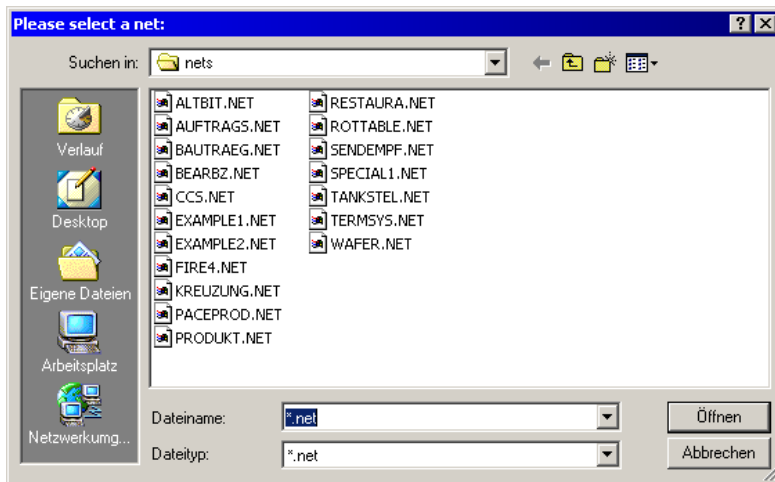 Please select a net:
Suchen in: nets
Verlauf
Desktop
Eigene Dateien
Arbeitsplatz
Netzwerkumg...
ALTBIT.NET
AUFTRAGS.NET
BAUTRAEG.NET
BEARBZ.NET
CCS.NET
EXAMPLE1.NET
EXAMPLE2.NET
FIRE4.NET
KREUZUNG.NET
PACEPROD.NET
PRODUKT.NET
RESTAURA.NET
ROTTABLE.NET
SENDEMPF.NET
SPECIAL1.NET
TANKSTEL.NET
TERMSYS.NET
WAFER.NET
Dateiname: *.net Öffnen
Dateityp: *.net Abbrechen